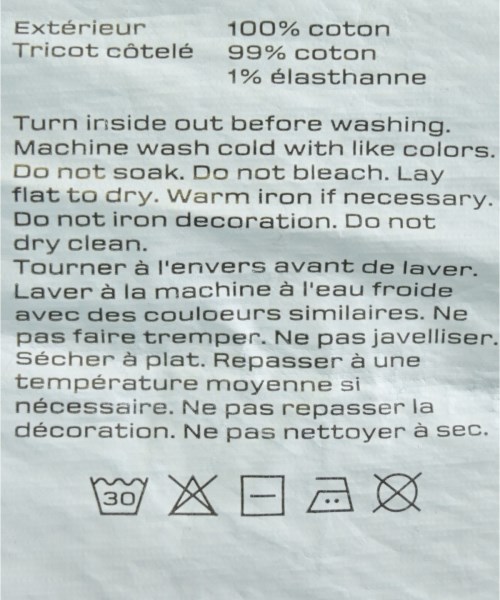 Extérieur 100% coton
Tricot côtelé 99% coton
1% élasthanne
Turn inside out before washing.
Machine wash cold with like colors.
Do not soak. Do not bleach. Lay
flat to dry. Warm iron if necessary.
Do not iron decoration. Do not
dry clean.
Tourner à l'envers avant de laver.
Laver à la machine à l'eau froide
avec des couloeurs similaires. Ne
pas faire tremper. Ne pas javelliser.
Sécher à plat. Repasser à une
température moyenne si
nécessaire. Ne pas repasser la
décoration. Ne pas nettoyer à sec.
30